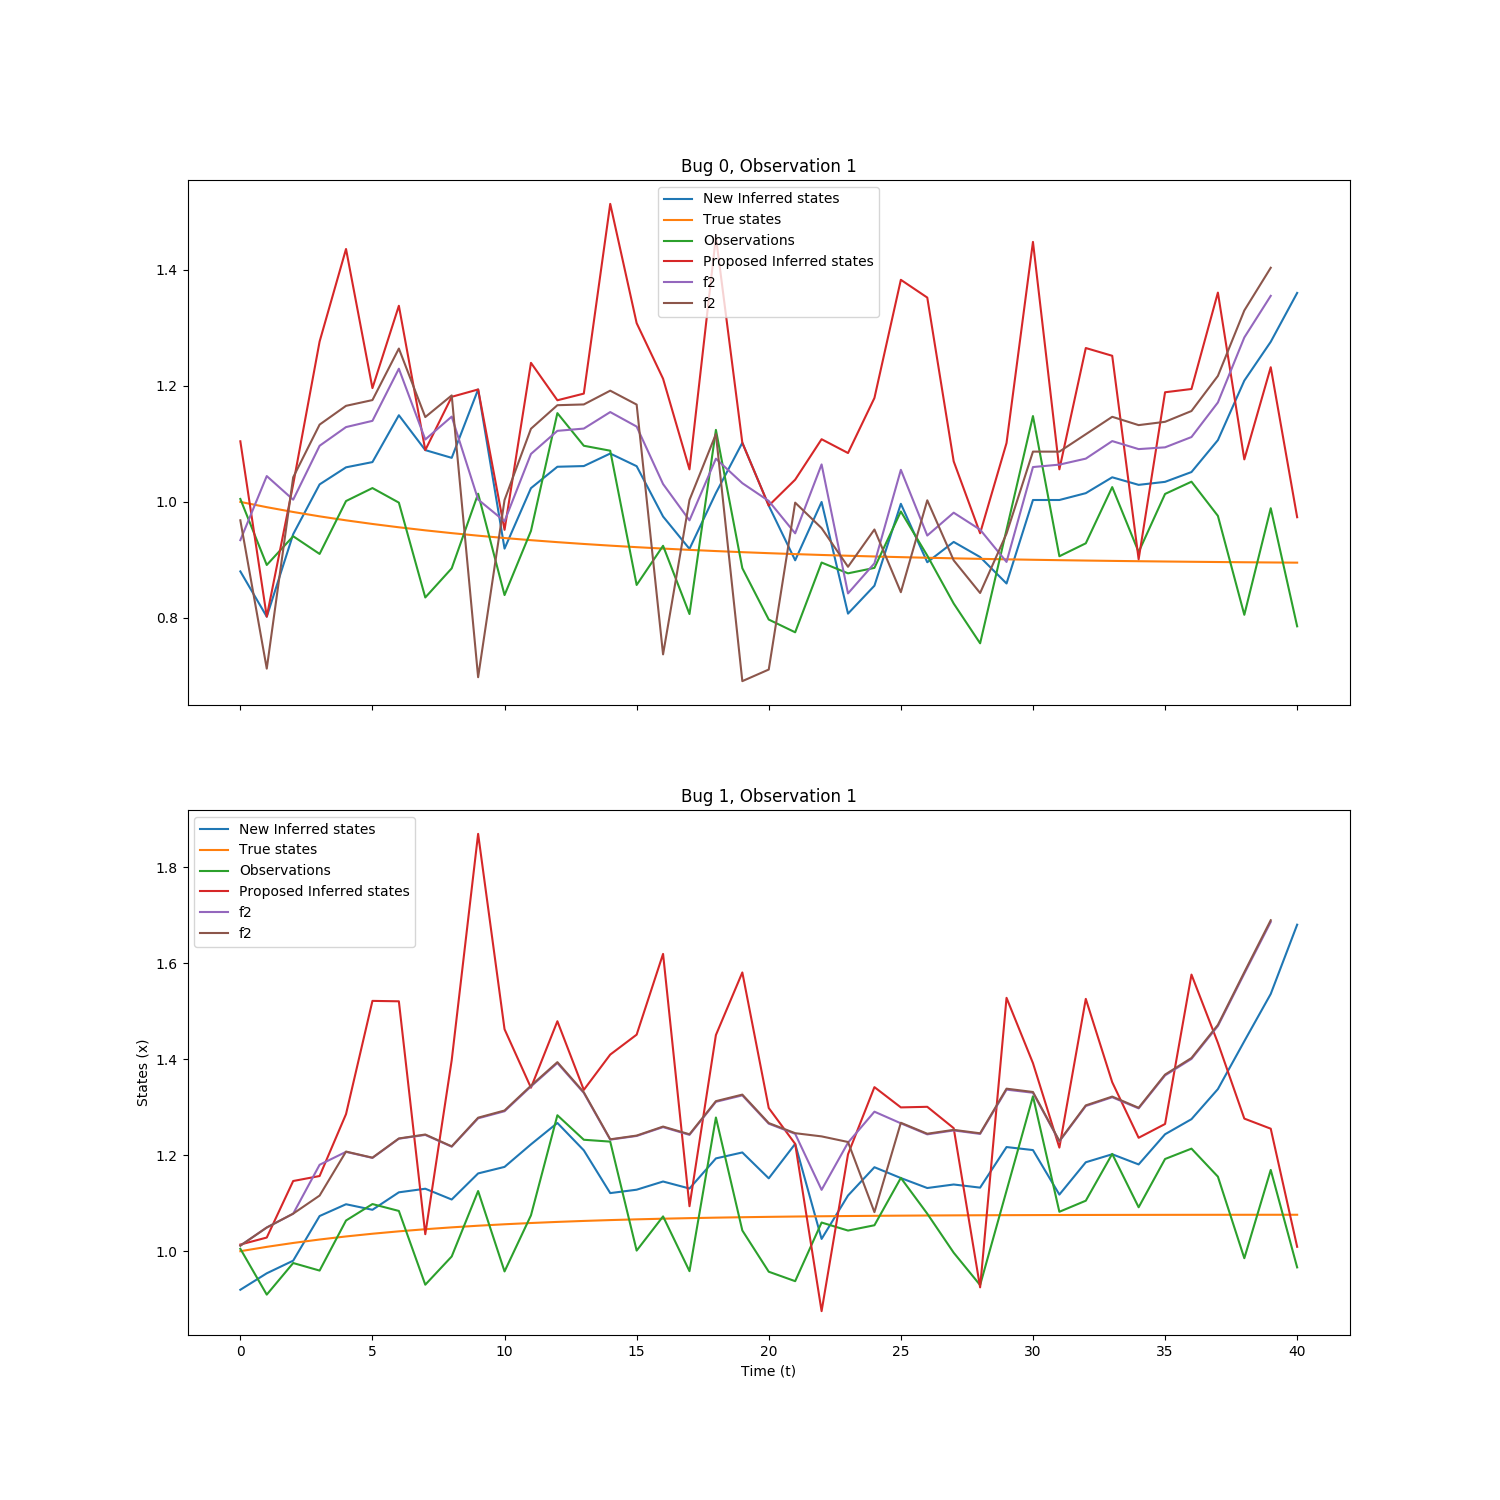 Bug 0, Observation 1
New Inferred states
True states
Observations
Proposed Inferred states
f2
f2
1.4
1.2
1.0
0.8
Bug 1, Observation 1
New Inferred states
True states
Observations
Proposed Inferred states
f2
f2
1.8
1.6
1.4
1.2
1.0
States (x)
0 5 10 15 20 25 30 35 40
Time (t)